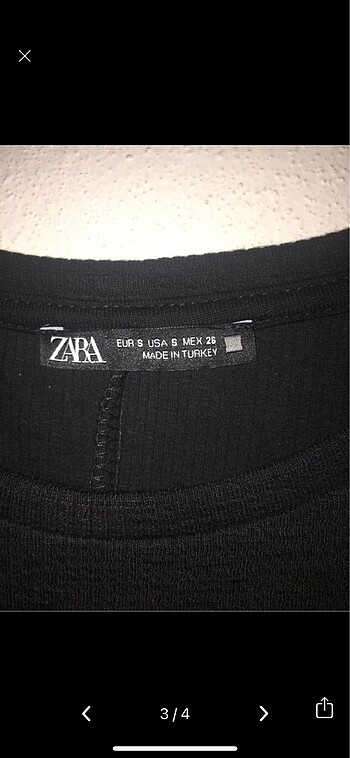 ZARA
EUR S USA S MEX 26
MADE IN TURKEY
3/4